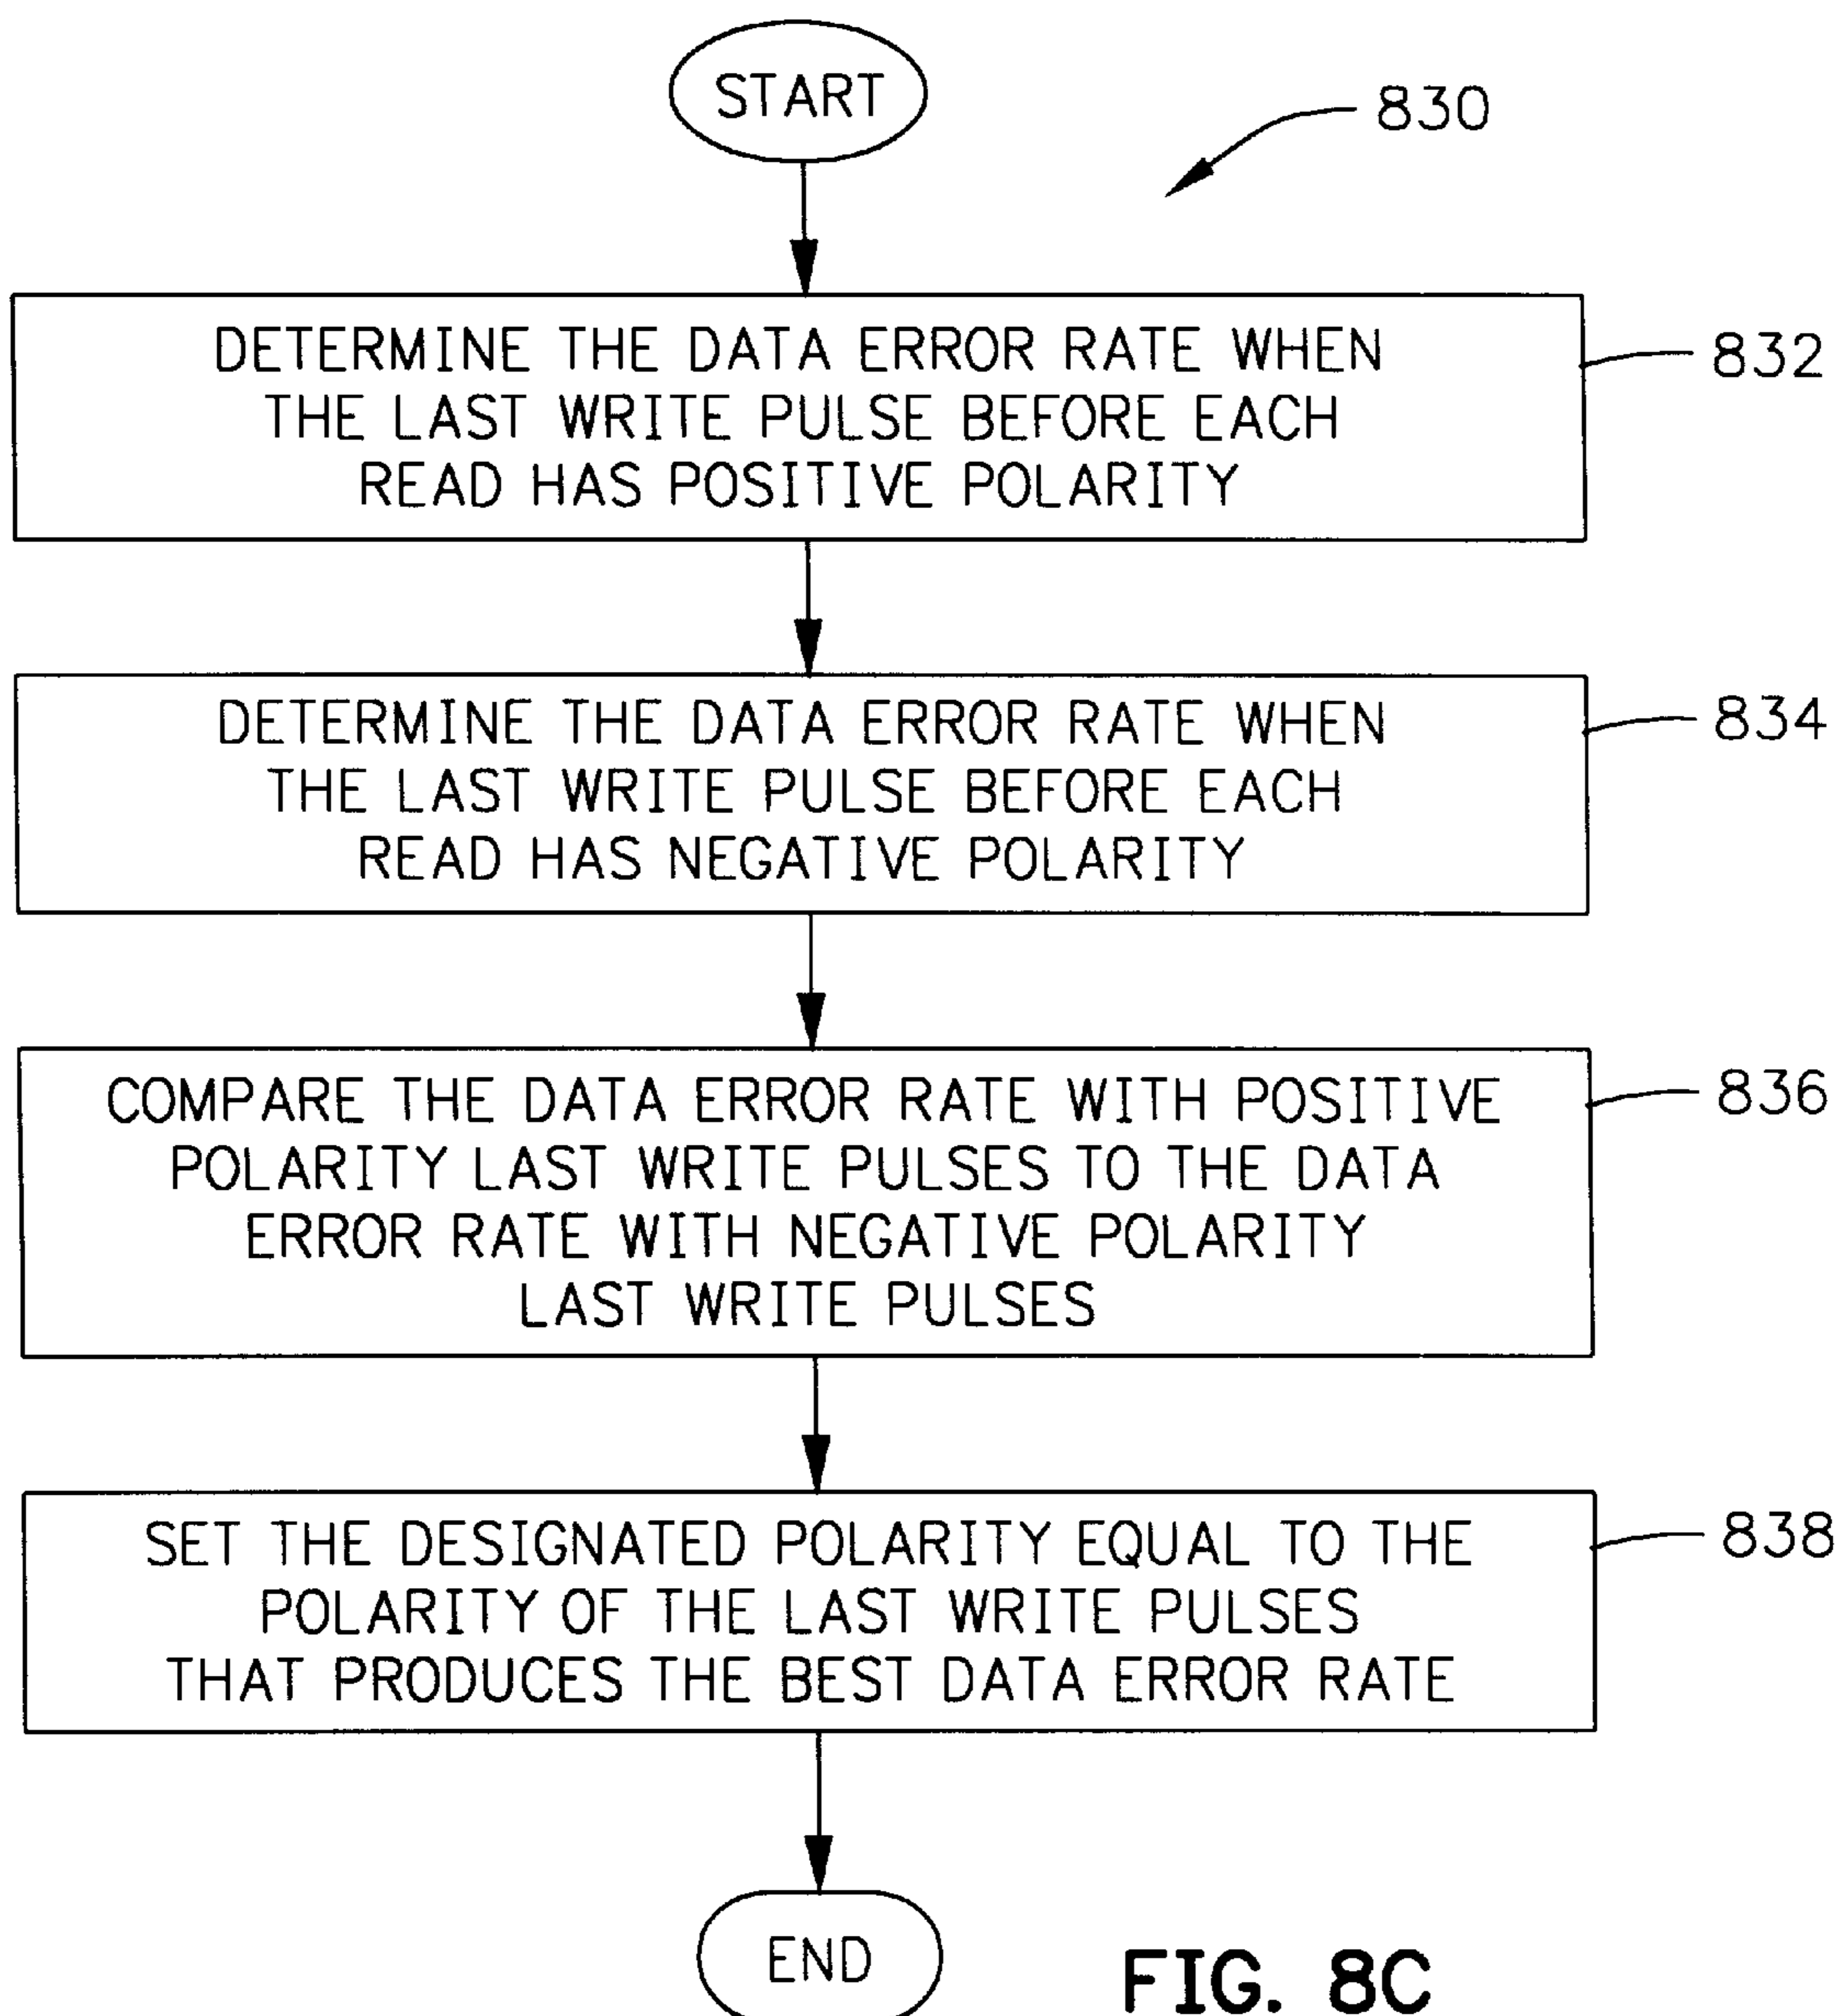 START
830
DETERMINE THE DATA ERROR RATE WHEN
THE LAST WRITE PULSE BEFORE EACH
READ HAS POSITIVE POLARITY
832
DETERMINE THE DATA ERROR RATE WHEN
THE LAST WRITE PULSE BEFORE EACH
READ HAS NEGATIVE POLARITY
834
COMPARE THE DATA ERROR RATE WITH POSITIVE
POLARITY LAST WRITE PULSES TO THE DATA
ERROR RATE WITH NEGATIVE POLARITY
LAST WRITE PULSES
836
SET THE DESIGNATED POLARITY EQUAL TO THE
POLARITY OF THE LAST WRITE PULSES
THAT PRODUCES THE BEST DATA ERROR RATE
838
END
FIG. 8C